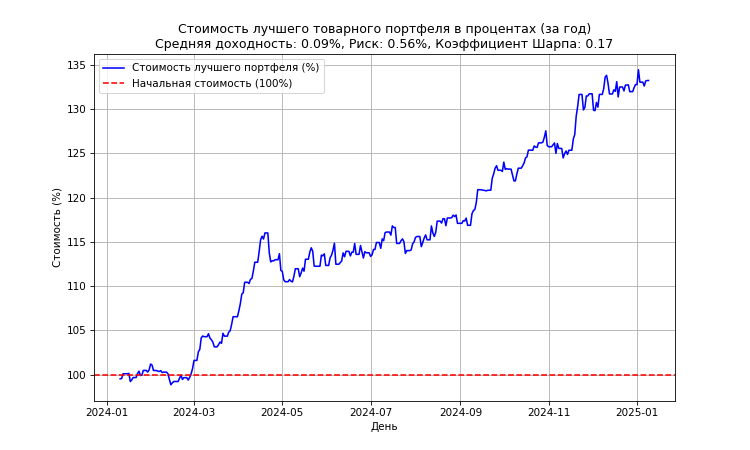 Стоимость лучшего товарного портфеля в процентах (за год)
Средняя доходность: 0.09%, Риск: 0.56%, Коэффициент Шарпа: 0.17
Стоимость лучшего портфеля (%)
Начальная стоимость (100%)
Стоимость (%)
135
130
125
120
115
110
105
100
2024-01
2024-03
2024-05
2024-07
2024-09
2024-11
2025-01
День